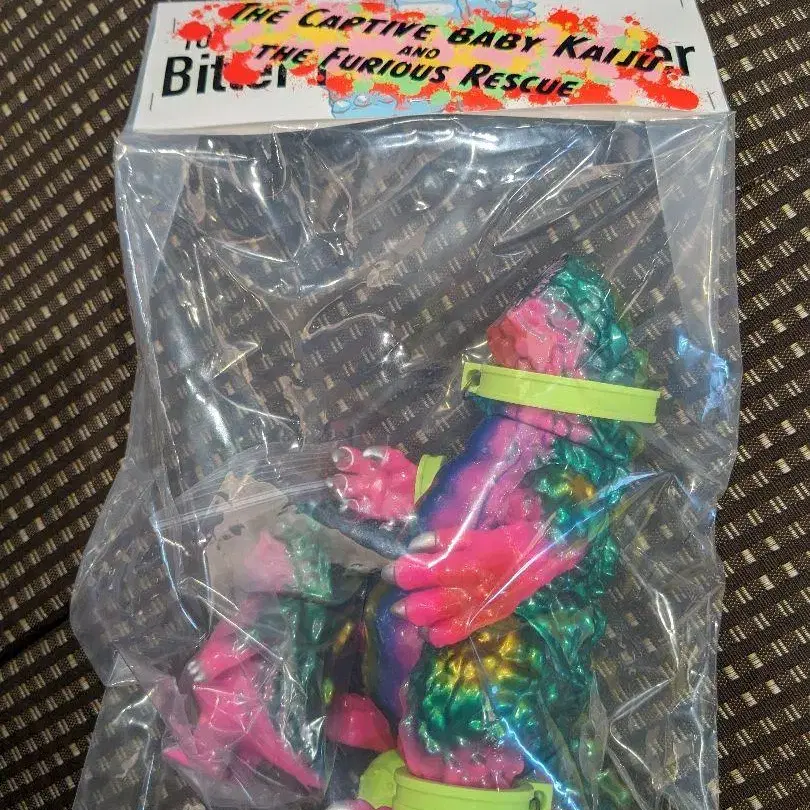 THE CAPTIVE BABY KAIJU
AND
THE FURIOUS RESCUE